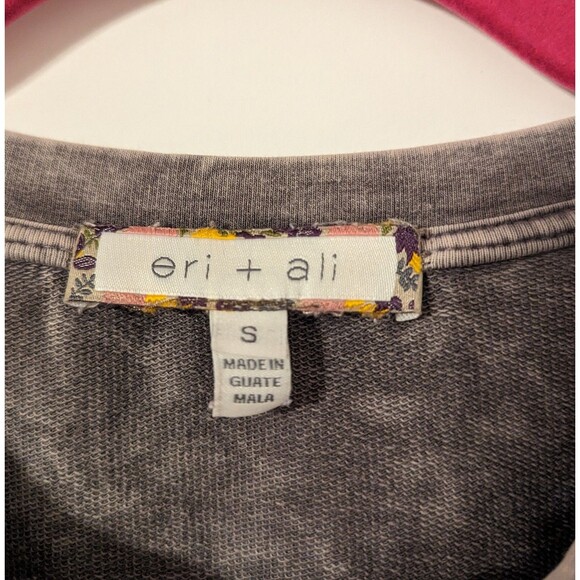 eri + ali
S
MADE IN
GUATE
MALA